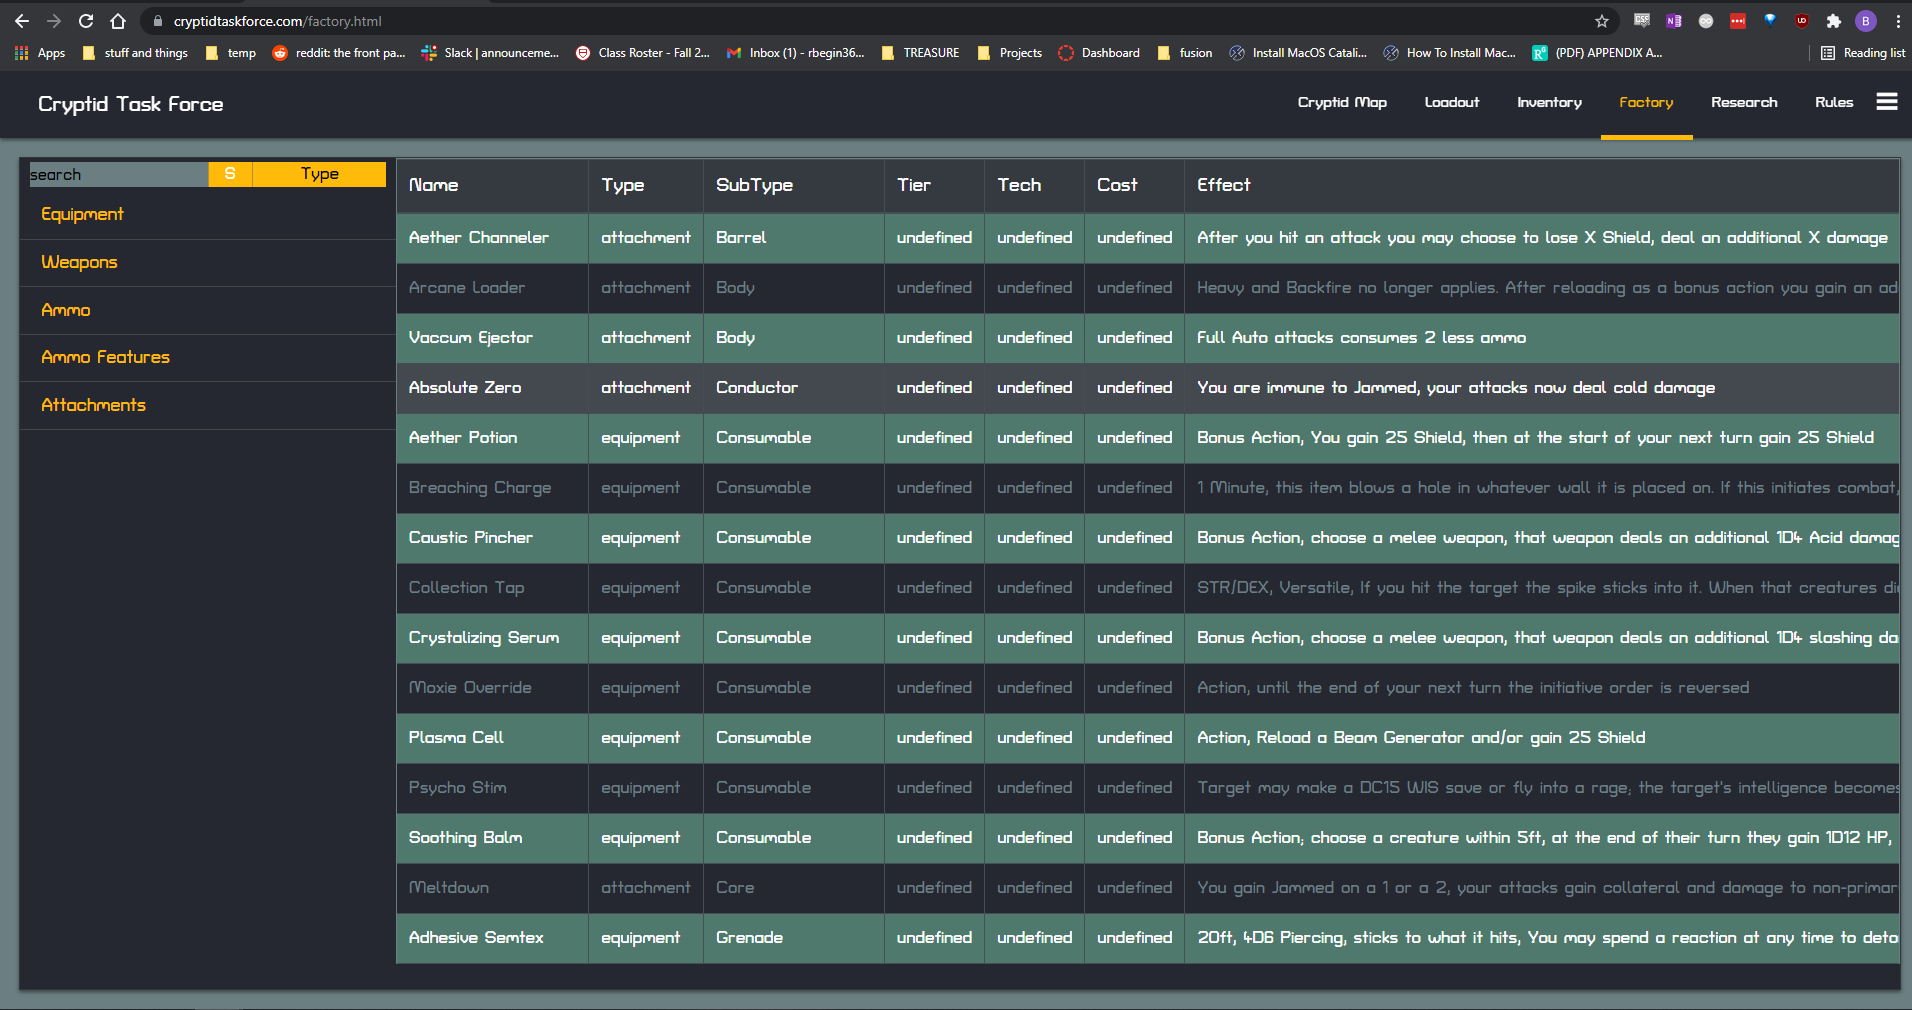 cryptidtaskforce.com/factory.html
Apps stuff and things temp reddit: the front pa... Slack | announceme... Class Roster - Fall 2... Inbox (1) - rbegin36... TREASURE Projects Dashboard fusion Install MacOS Catali... How To Install Mac... (PDF) APPENDIX A... Reading list
Cryptid Task Force Cryptid Map Loadout Inventory Factory Research Rules
search S Type
Equipment
Weapons
Ammo
Ammo Features
Attachments
Name Type SubType Tier Tech Cost Effect
Aether Channeler attachment Barrel undefined undefined undefined After you hit an attack you may choose to lose X Shield, deal an additional X damage
Arcane Loader attachment Body undefined undefined undefined Heavy and Backfire no longer applies. After reloading as a bonus action you gain an ad
Vaccum Ejector attachment Body undefined undefined undefined Full Auto attacks consumes 2 less ammo
Absolute Zero attachment Conductor undefined undefined undefined You are immune to Jammed, your attacks now deal cold damage
Aether Potion equipment Consumable undefined undefined undefined Bonus Action, You gain 25 Shield, then at the start of your next turn gain 25 Shield
Breaching Charge equipment Consumable undefined undefined undefined 1 Minute, this item blows a hole in whatever wall it is placed on. If this initiates combat,
Caustic Pincher equipment Consumable undefined undefined undefined Bonus Action, choose a melee weapon, that weapon deals an additional 1D4 Acid damag
Collection Tap equipment Consumable undefined undefined undefined STR/DEX, Versatile, If you hit the target the spike sticks into it. When that creatures di
Crystalizing Serum equipment Consumable undefined undefined undefined Bonus Action, choose a melee weapon, that weapon deals an additional 1D4 slashing da
Moxie Override equipment Consumable undefined undefined undefined Action, until the end of your next turn the initiative order is reversed
Plasma Cell equipment Consumable undefined undefined undefined Action, Reload a Beam Generator and/or gain 25 Shield
Psycho Stim equipment Consumable undefined undefined undefined Target may make a DC15 WIS save or fly into a rage; the target's intelligence becomes
Soothing Balm equipment Consumable undefined undefined undefined Bonus Action; choose a creature within 5ft, at the end of their turn they gain 1D12 HP,
Meltdown attachment Core undefined undefined undefined You gain Jammed on a 1 or a 2, your attacks gain collateral and damage to non-primar
Adhesive Semtex equipment Grenade undefined undefined undefined 20ft, 4D6 Piercing, sticks to what it hits, You may spend a reaction at any time to deto